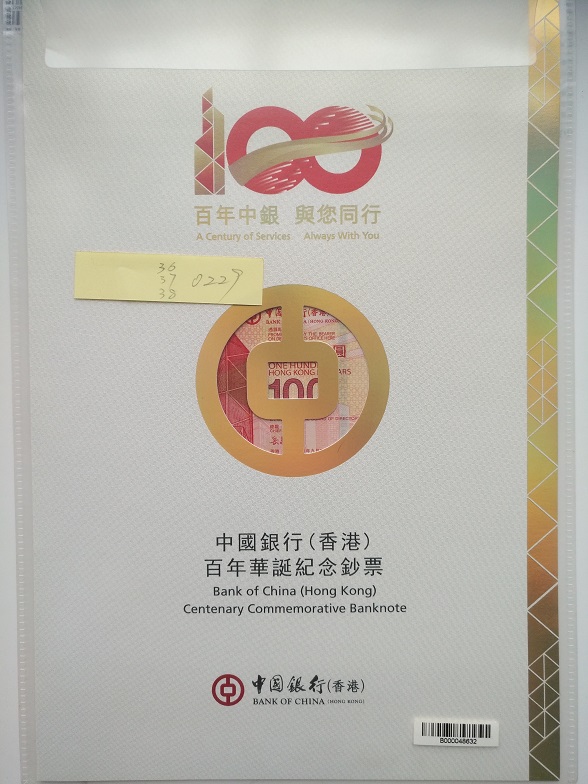 100
百年中銀 與您同行
A Century of Services Always With You
36
37 0229
38
ONE HUND
HONG KONG ARS
100
中國銀行(香港)
百年華誕紀念鈔票
Bank of China (Hong Kong)
Centenary Commemorative Banknote
中國銀行(香港)
BANK OF CHINA (HONG KONG)
B000048632